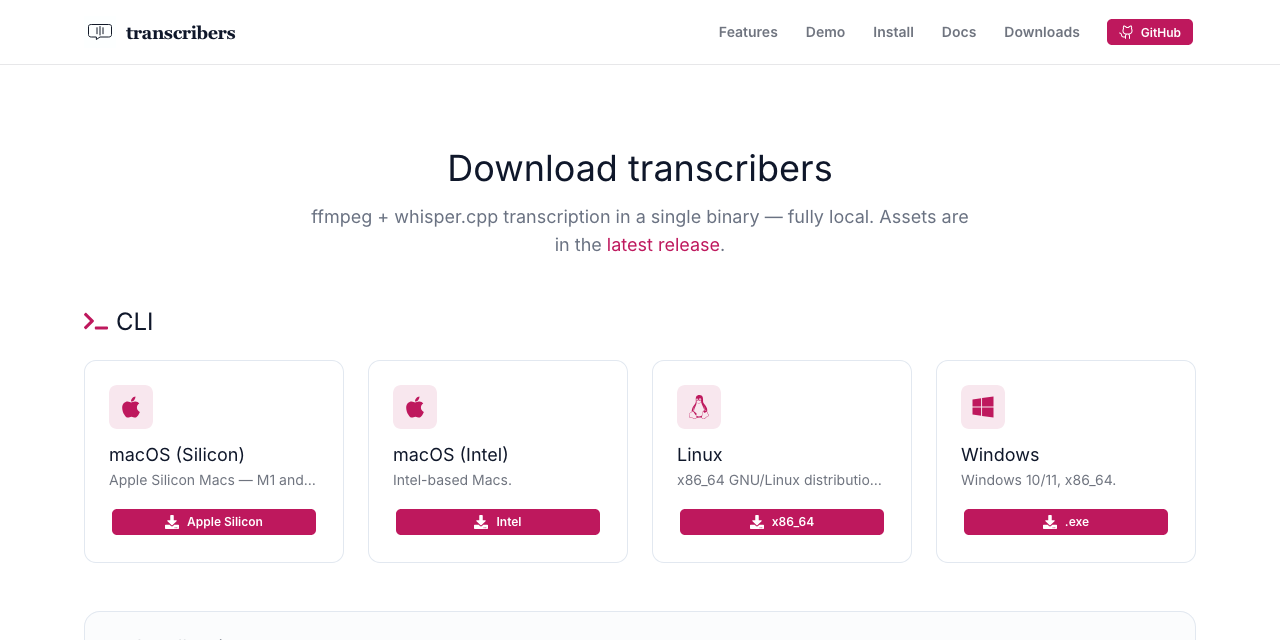 transcribers
Features
Demo
Install
Docs
Downloads
GitHub
Download transcribers
ffmpeg + whisper.cpp transcription in a single binary — fully local. Assets are
in the latest release.
CLI
macOS (Silicon)
Apple Silicon Macs — M1 and...
Apple Silicon
macOS (Intel)
Intel-based Macs.
Intel
Linux
x86_64 GNU/Linux distributio...
x86_64
Windows
Windows 10/11, x86_64.
.exe